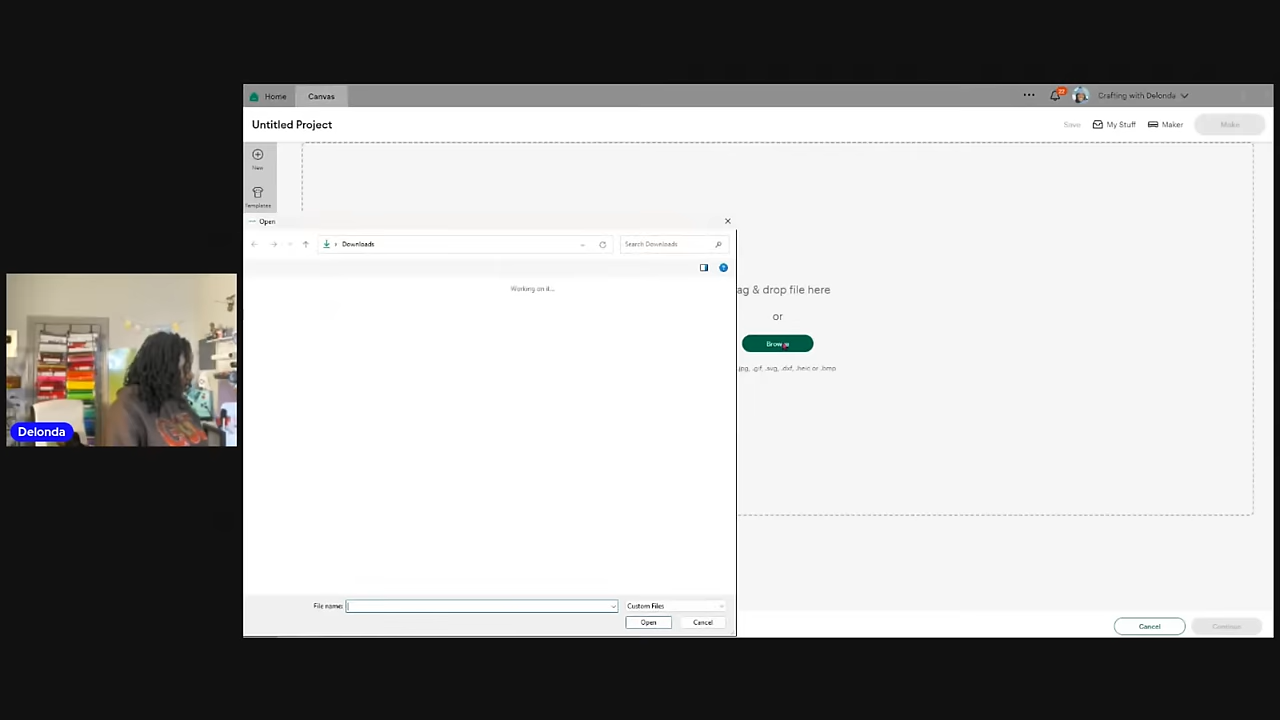 Home
Canvas
22
Crafting with Delonda
Untitled Project
Save
My Stuff
Maker
Make
New
Templates
Open
Downloads
Search Downloads
Working on it...
ag & drop file here
or
Browse
.jpg, .gif, .svg, .dxf, .heic or .bmp
Delonda
File name:
Custom Files
Open
Cancel
Cancel
Continue